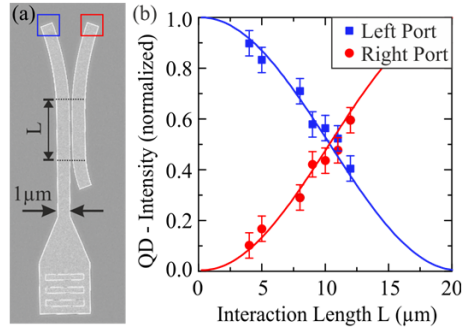 (a)
L
1μm
(b)
QD - Intensity (normalized)
1.0
0.8
0.6
0.4
0.2
0.0
Left Port
Right Port
0 5 10 15 20
Interaction Length L (μm)